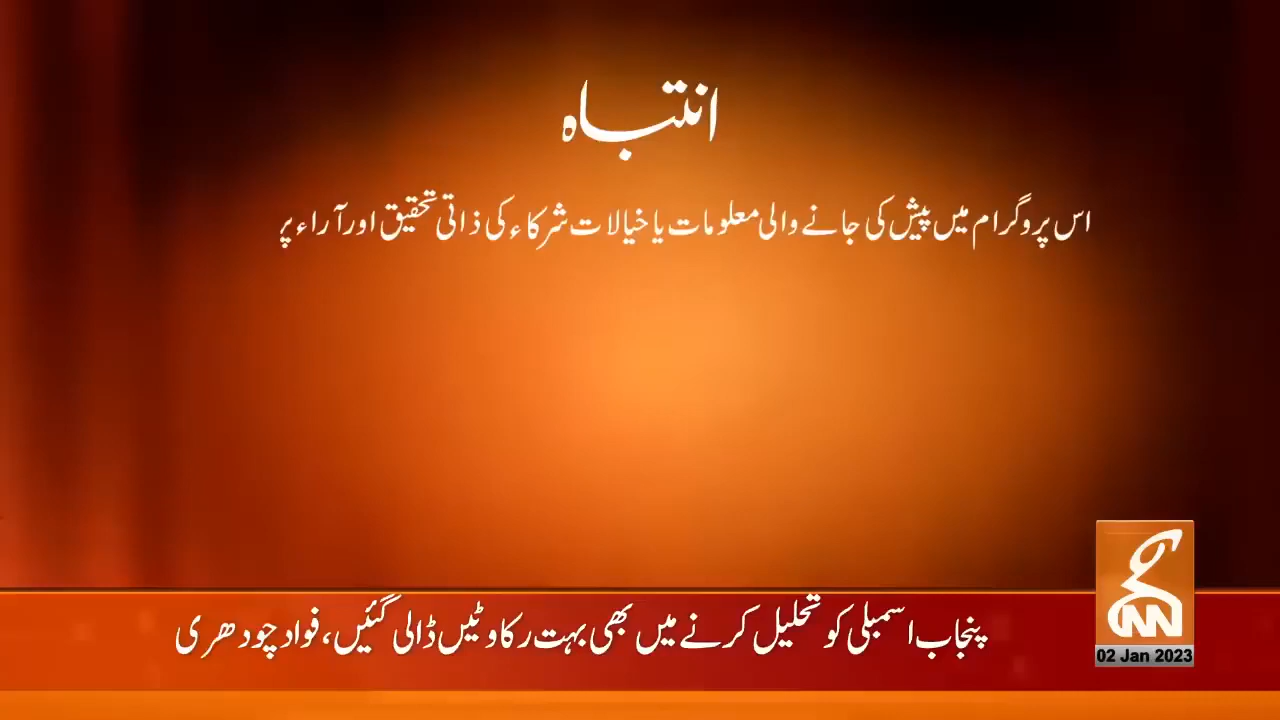 انتباہ
اس پروگرام میں پیش کی جانے والی معلومات یا خیالات شرکاء کی ذاتی تحقیق اور آراء پر
پنجاب اسمبلی کو تحلیل کرنے میں بھی بہت رکاوٹیں ڈالی گئیں، فواد چودھری
GNN
02 Jan 2023